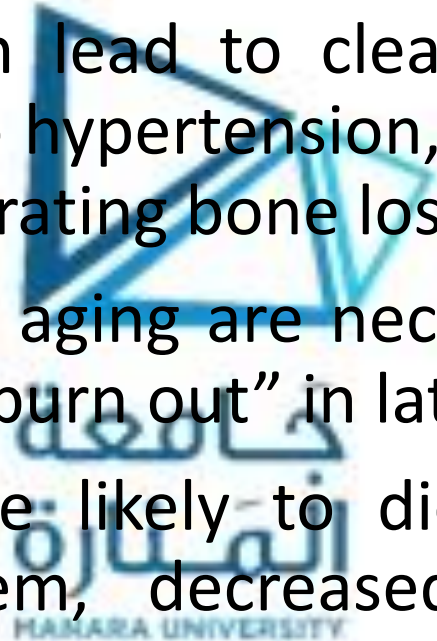 n lead to clea
hypertension,
rating bone los
aging are nec
burn out” in lat
جامعة
e likely to di
المنارة
em, decreased
MANARA UNIVERSITY